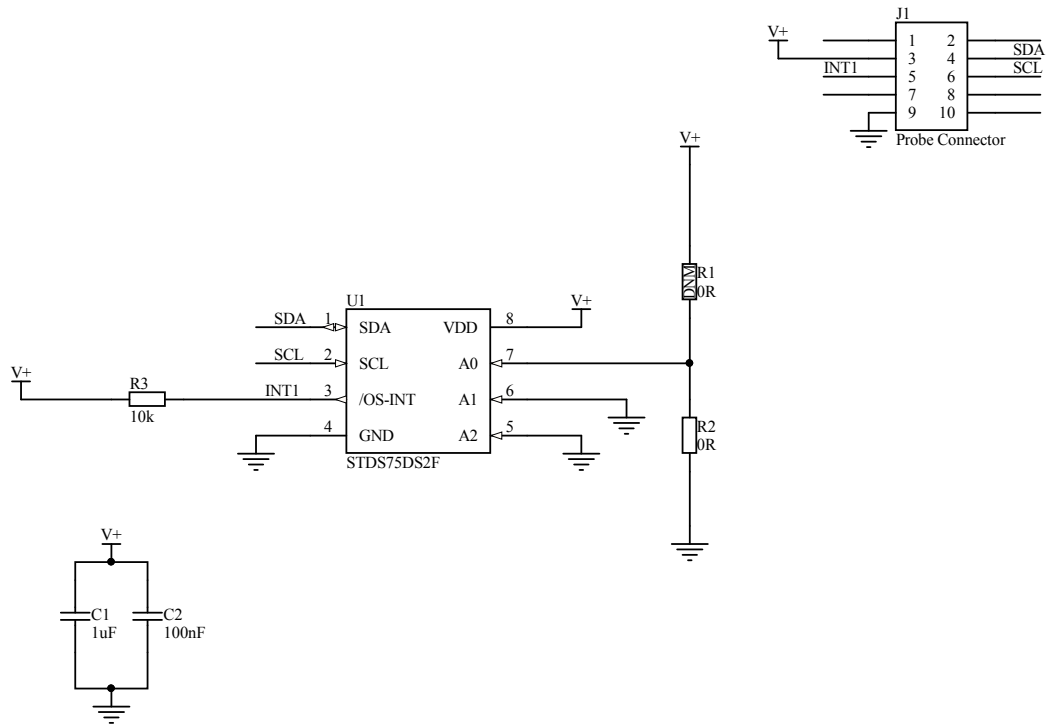 J1
V+
1 2
3 4 SDA
INT1 5 6 SCL
7 8
9 10
Probe Connector
V+
DNM R1
0R
U1
V+
SDA 1 SDA VDD 8
SCL 2 SCL A0 7
V+
R3
10k
INT1 3 /OS-INT A1 6
4 GND A2 5
STDS75DS2F
R2
0R
V+
C1
1uF
C2
100nF